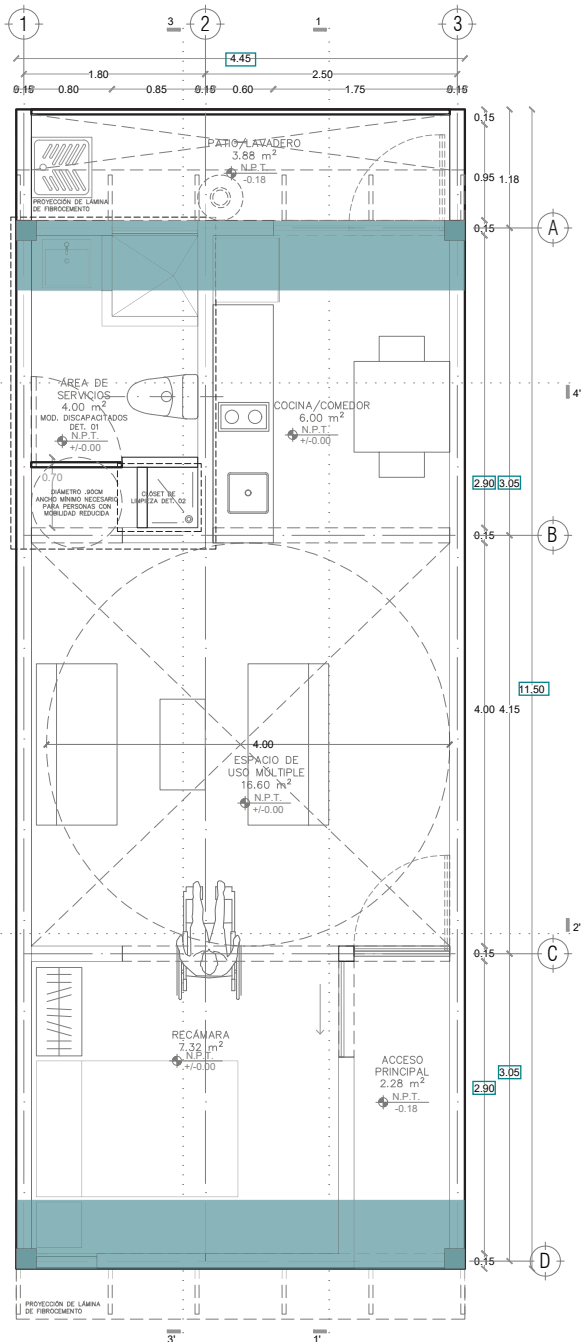 1
2
3
3
1
4.45
1.80
2.50
0.15
0.80
0.85
0.15
0.60
1.75
0.15
PATIO/LAVADERO
3.88 m²
N.P.T.
-0.18
PROYECCIÓN DE LÁMINA
DE FIBROCEMENTO
0.15
0.95
1.18
0.15
A
ÁREA DE
SERVICIOS
4.00 m²
MOD. DISCAPACITADOS
DET. 01
N.P.T.
+/-0.00
COCINA/COMEDOR
6.00 m²
N.P.T.
+/-0.00
4'
0.70
DIÁMETRO .90CM
ANCHO MÍNIMO NECESARIO
PARA PERSONAS CON
MOBILIDAD REDUCIDA
CLÓSET DE
LIMPIEZA DET. 02
2.90
3.05
0.15
B
11.50
4.00
4.15
4.00
ESPACIO DE
USO MÚLTIPLE
16.60 m²
N.P.T.
+/-0.00
2'
0.15
C
RECÁMARA
7.32 m²
N.P.T.
+/-0.00
ACCESO
PRINCIPAL
2.28 m²
N.P.T.
-0.18
3.05
2.90
0.15
D
PROYECCIÓN DE LÁMINA
DE FIBROCEMENTO
3'
1'